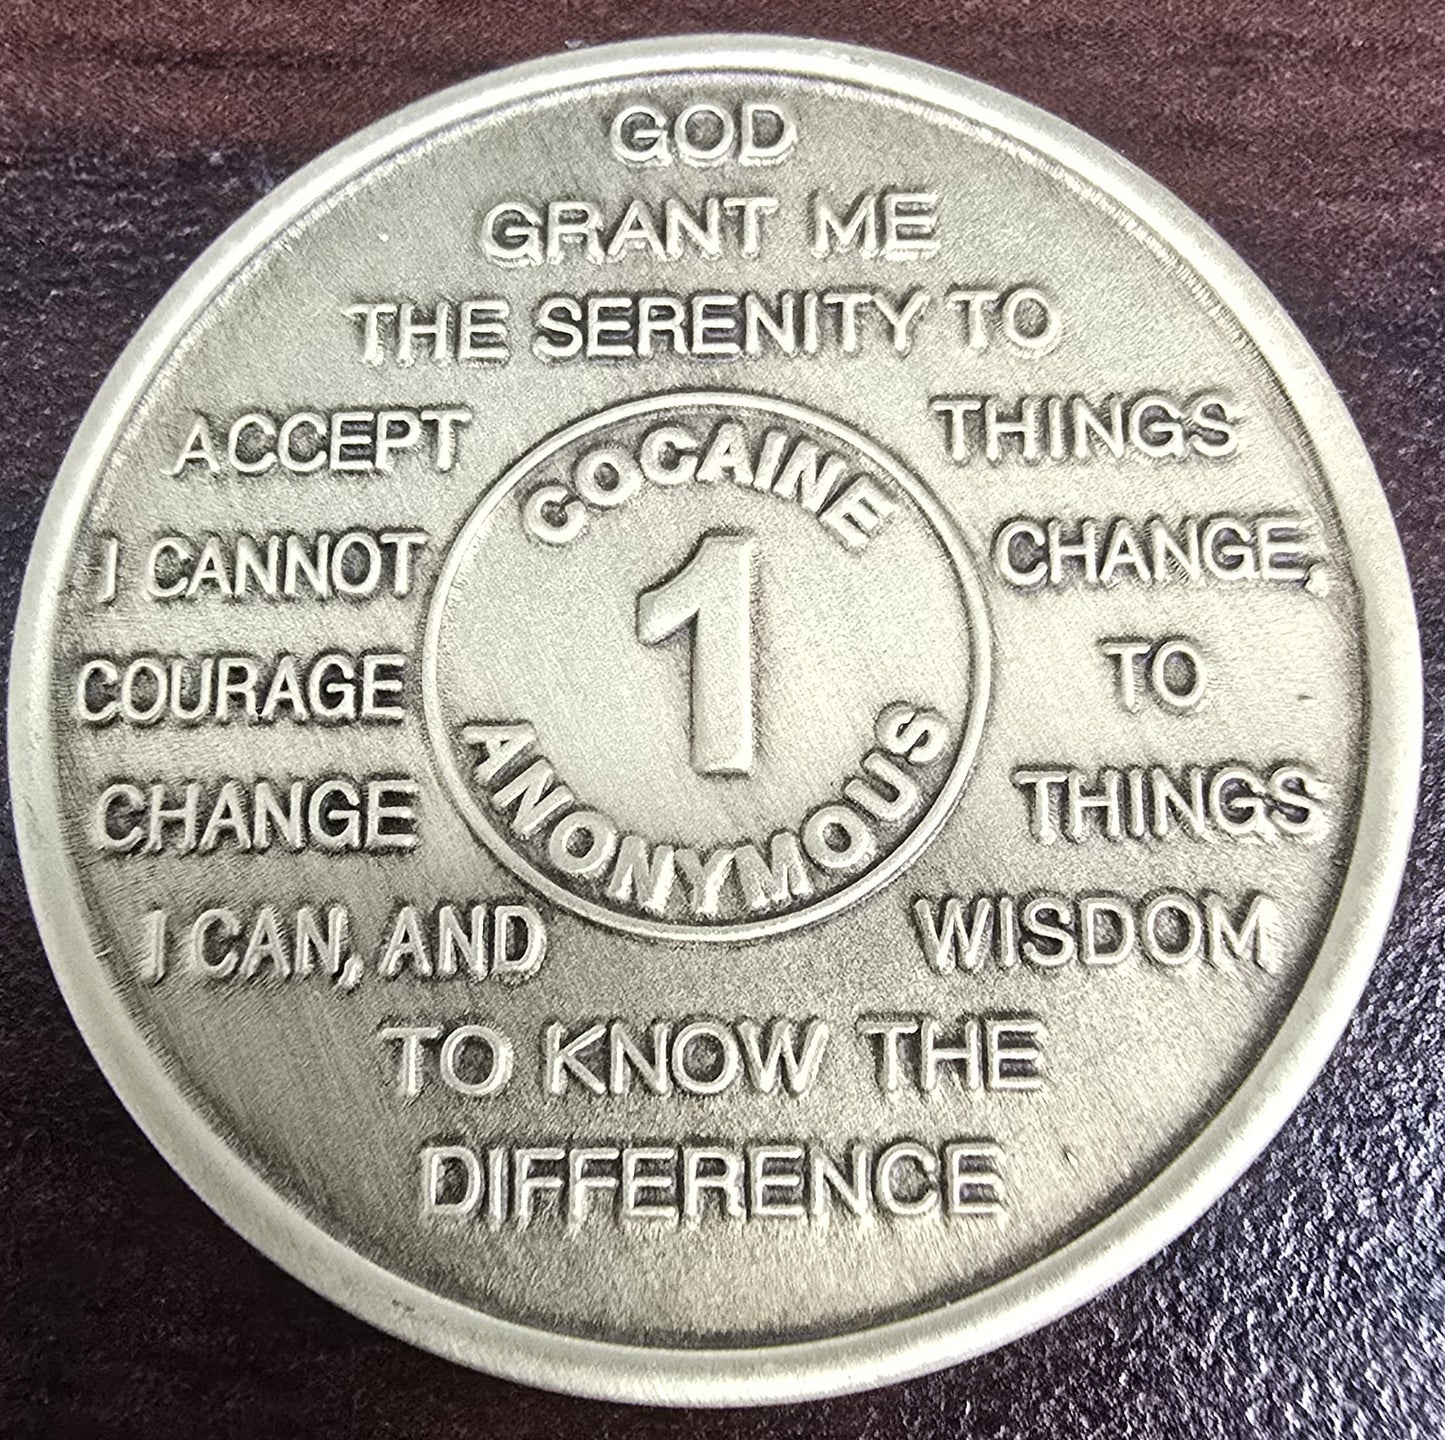 GOD
GRANT ME
THE SERENITY TO
ACCEPT THINGS
I CANNOT CHANGE,
COURAGE TO
CHANGE THINGS
I CAN, AND WISDOM
TO KNOW THE
DIFFERENCE
COCAINE
1
ANONYMOUS